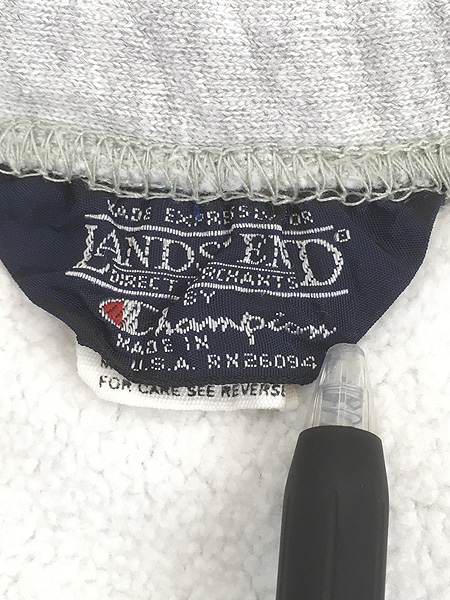 MADE EXPRESSLY FOR
LANDS' END
DIRECT MERCHANTS
BY
Champion
MADE IN
U.S.A. RN26094
FOR CARE SEE REVERSE